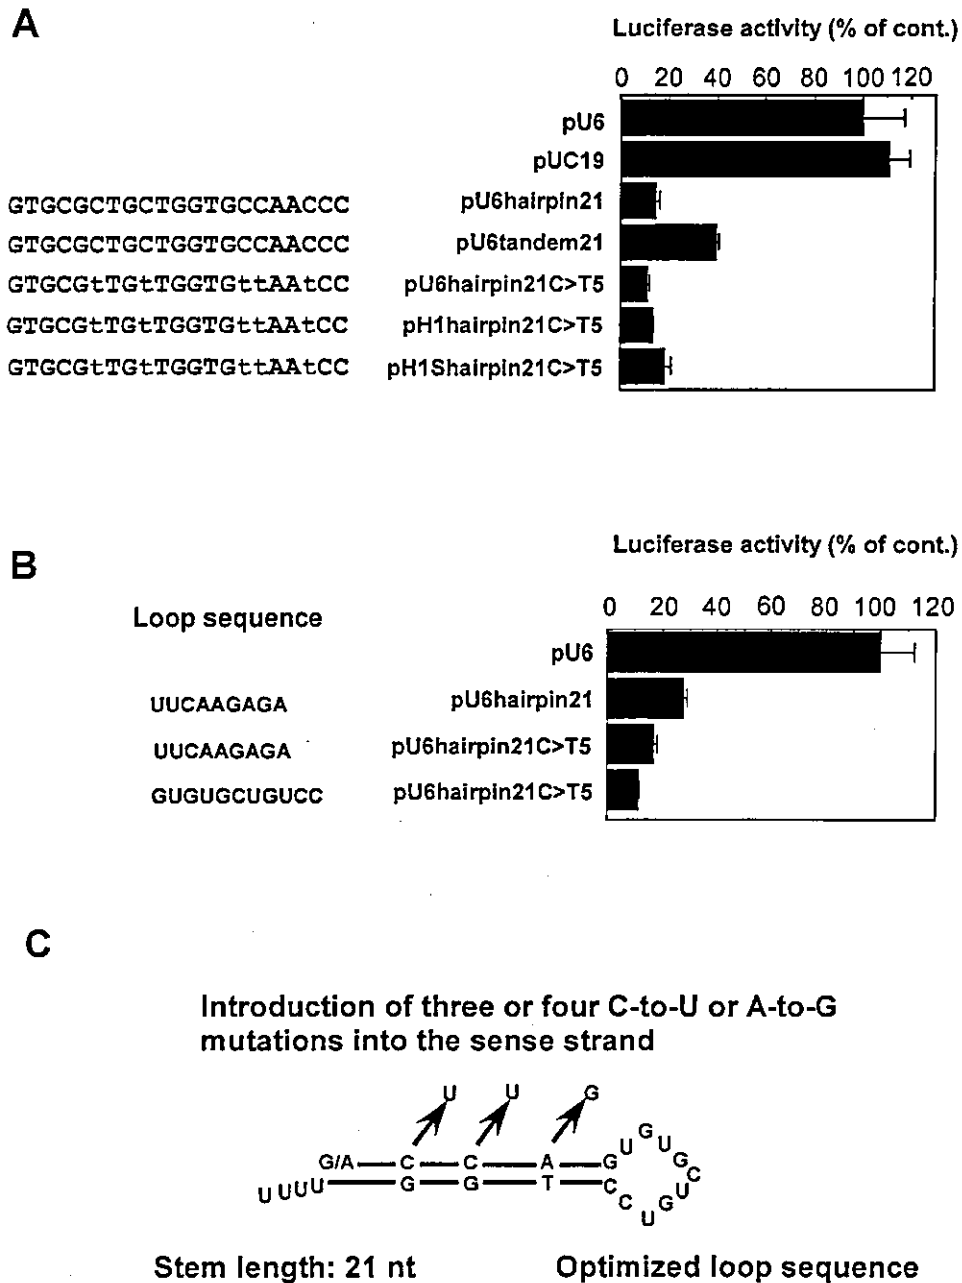 A
Luciferase activity (% of cont.)
0 20 40 60 80 100 120
pU6
pUC19
GTGCGCTGCTGGTGCCAACCC pU6hairpin21
GTGCGCTGCTGGTGCCAACCC pU6tandem21
GTGCGtTGtTGGTGttAAtCC pU6hairpin21C>T5
GTGCGtTGtTGGTGttAAtCC pH1hairpin21C>T5
GTGCGtTGtTGGTGttAAtCC pH1Shairpin21C>T5
B
Luciferase activity (% of cont.)
0 20 40 60 80 100 120
Loop sequence
pU6
UUCAAGAGA pU6hairpin21
UUCAAGAGA pU6hairpin21C>T5
GUGUGCUGUCC pU6hairpin21C>T5
C
Introduction of three or four C-to-U or A-to-G
mutations into the sense strand
U U G
G/A C C A G U G U G C
U U U U G G T C C U G U
Stem length: 21 nt Optimized loop sequence